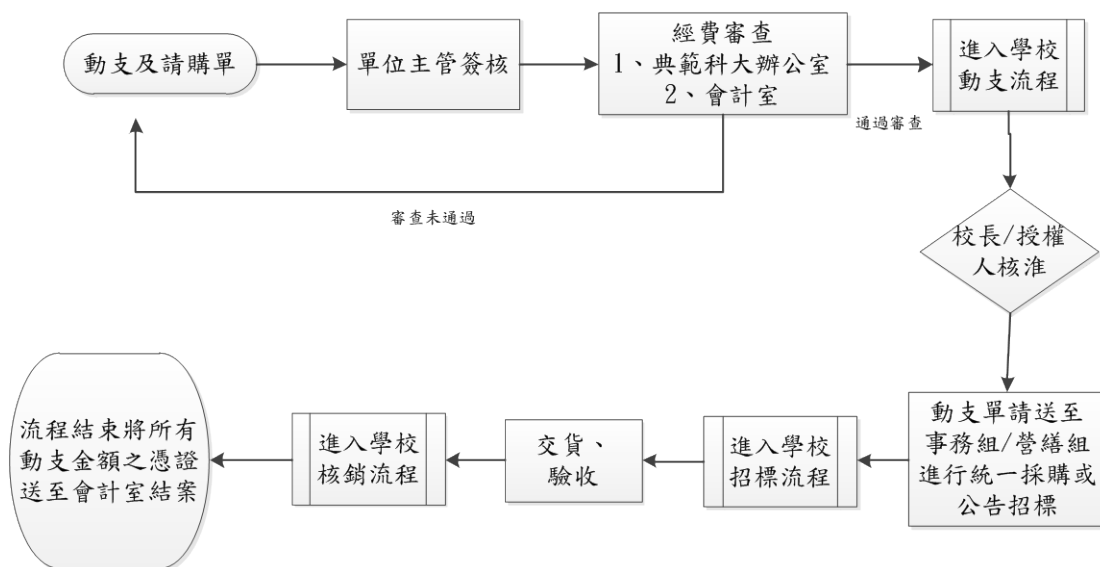 動支及請購單
單位主管簽核
經費審查
1、典範科大辦公室
2、會計室
進入學校
動支流程
通過審查
審查未通過
校長/授權
人核淮
動支單請送至
事務組/營繕組
進行統一採購或
公告招標
進入學校
招標流程
交貨、
驗收
進入學校
核銷流程
流程結束將所有
動支金額之憑證
送至會計室結案